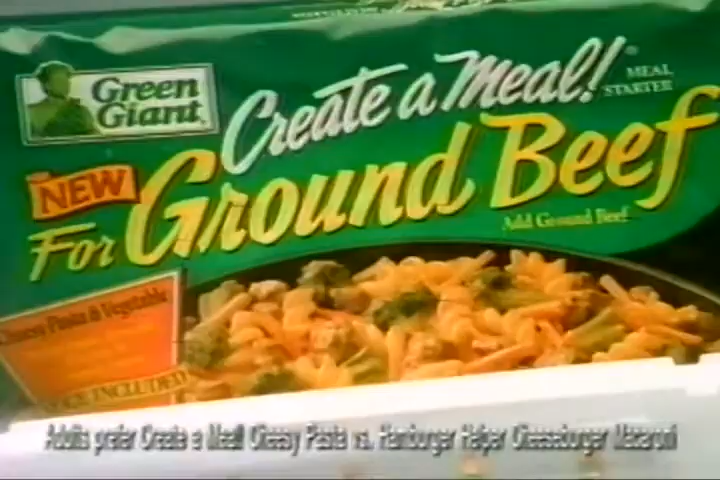 Green
Giant
Create a Meal!
MEAL
STARTER
NEW
For Ground Beef
Add Ground Beef
Cheesy Pasta & Vegetable
SAUCE INCLUDED
Adults prefer Create a Meal! Cheesy Pasta vs. Hamburger Helper Cheeseburger Macaroni